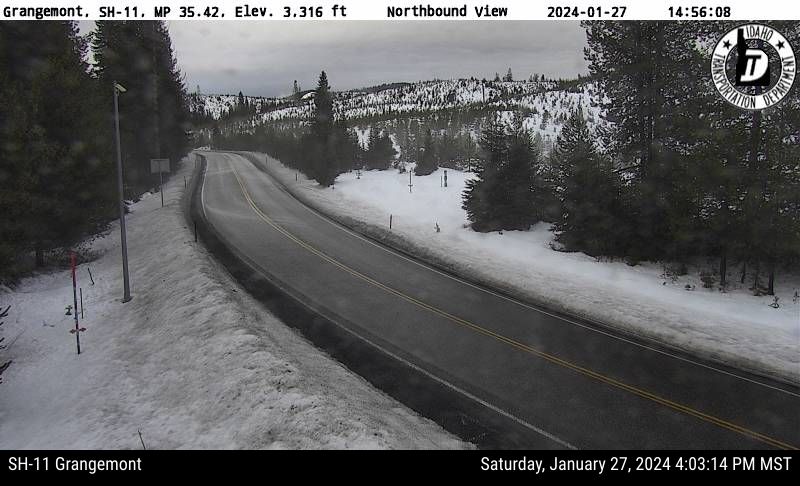 Grangemont, SH-11, MP 35.42, Elev. 3,316 ft Northbound View 2024-01-27 14:56:08
IDAHO
TRANSPORTATION DEPARTMENT
SH-11 Grangemont Saturday, January 27, 2024 4:03:14 PM MST